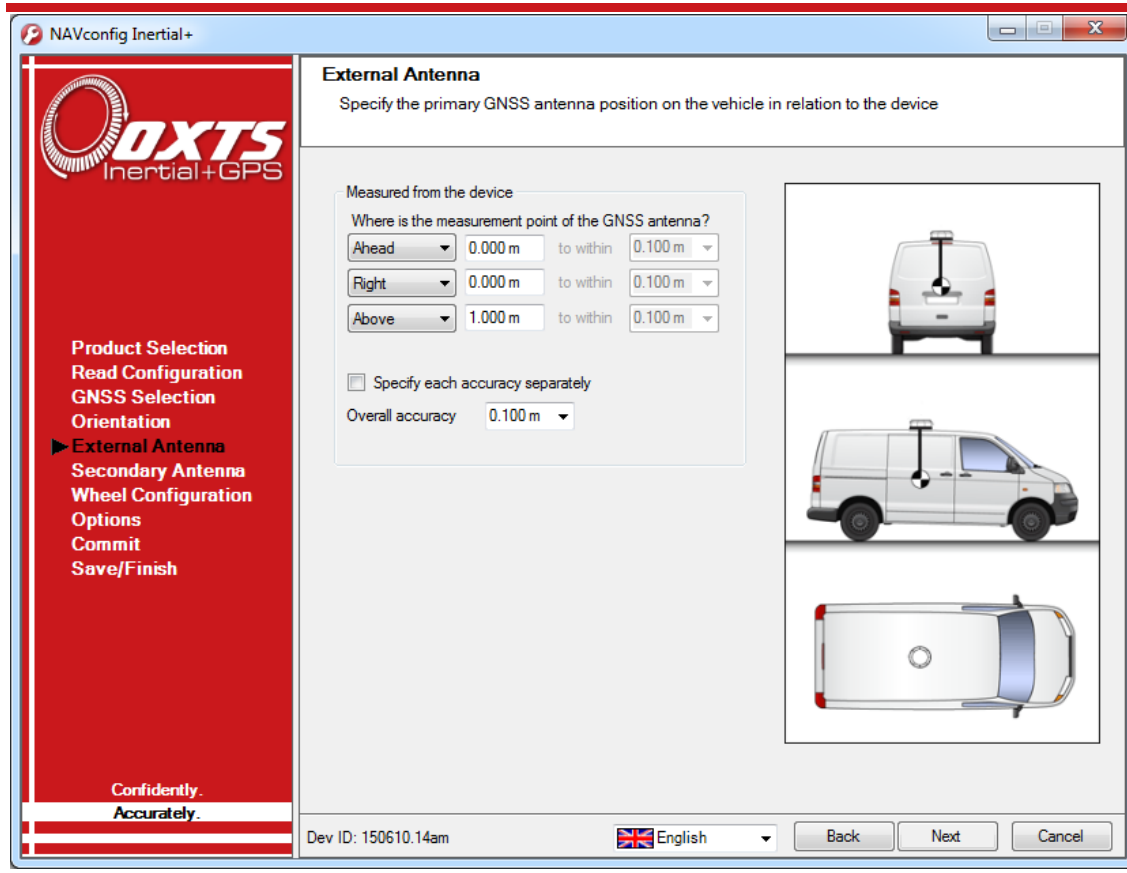 NAVconfig Inertial+
OXTS
Inertial+GPS
External Antenna
Specify the primary GNSS antenna position on the vehicle in relation to the device
Measured from the device
Where is the measurement point of the GNSS antenna?
Ahead 0.000 m to within 0.100 m
Right 0.000 m to within 0.100 m
Above 1.000 m to within 0.100 m
Specify each accuracy separately
Overall accuracy 0.100 m
Product Selection
Read Configuration
GNSS Selection
Orientation
External Antenna
Secondary Antenna
Wheel Configuration
Options
Commit
Save/Finish
Confidently.
Accurately.
Dev ID: 150610.14am English Back Next Cancel